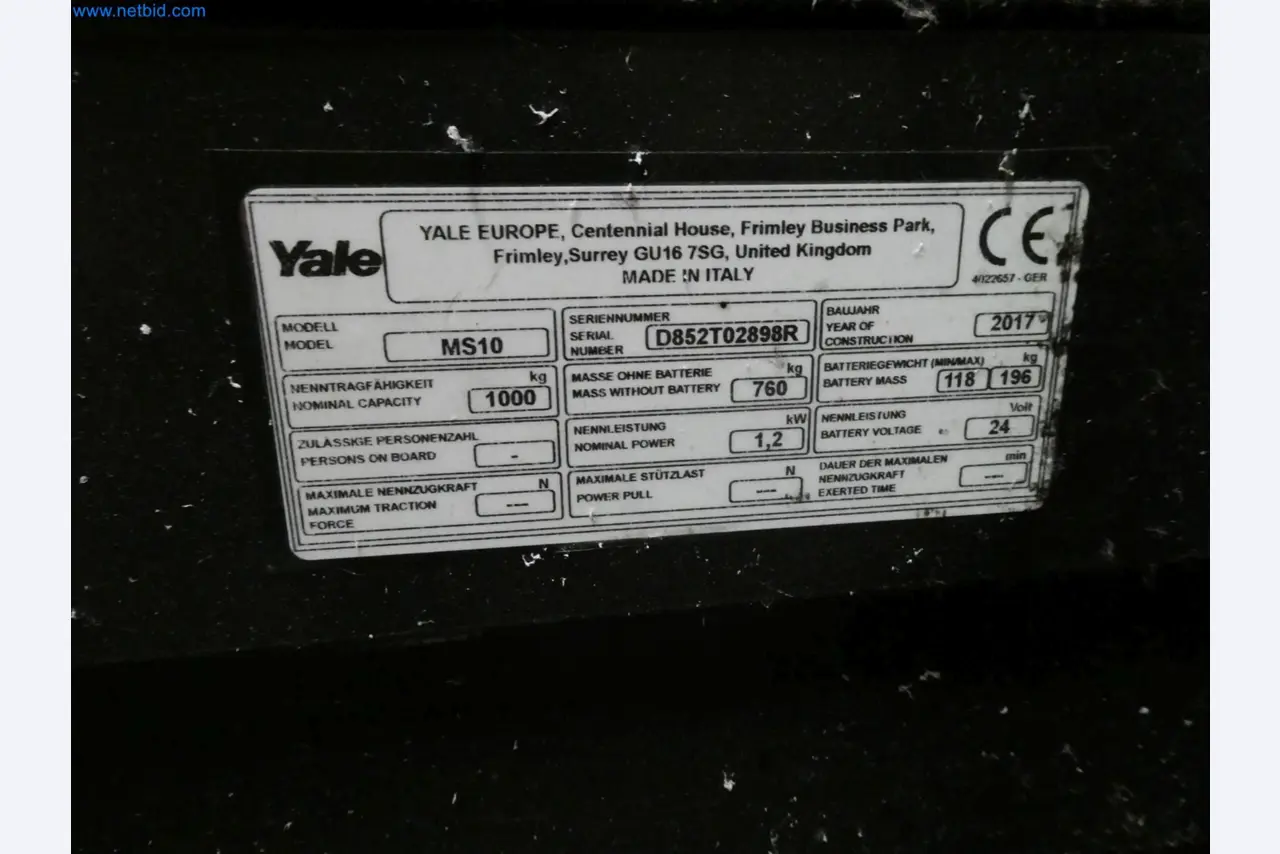 www.netbid.com
Yale
YALE EUROPE, Centennial House, Frimley Business Park,
Frimley,Surrey GU16 7SG, United Kingdom
MADE IN ITALY
CE
4022657 - GER
MODELL
MODEL
MS10
SERIENNUMMER
SERIAL
NUMBER
D852T02898R
BAUJAHR
YEAR OF
CONSTRUCTION
2017
NENNTRAGFÄHIGKEIT
NOMINAL CAPACITY
kg
1000
MASSE OHNE BATTERIE
MASS WITHOUT BATTERY
kg
760
BATTERIEGEWICHT (MIN/MAX)
BATTERY MASS
kg
118 196
ZULÄSSIGE PERSONENZAHL
PERSONS ON BOARD
-
NENNLEISTUNG
NOMINAL POWER
kW
1,2
NENNLEISTUNG
BATTERY VOLTAGE
Volt
24
MAXIMALE NENNZUGKRAFT
MAXIMUM TRACTION
FORCE
N
---
MAXIMALE STÜTZLAST
POWER PULL
N
---
DAUER DER MAXIMALEN
NENNZUGKRAFT
EXERTED TIME
min
---